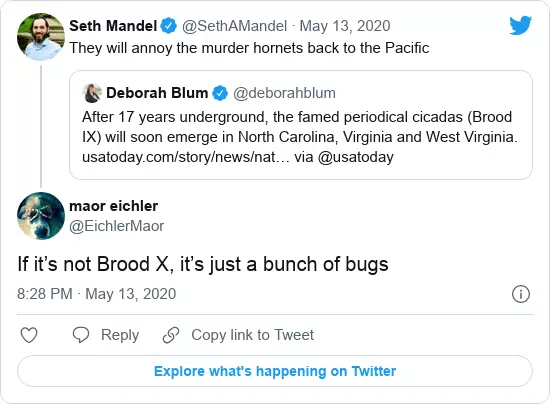 Seth Mandel @SethAMandel · May 13, 2020
They will annoy the murder hornets back to the Pacific
Deborah Blum @deborahblum
After 17 years underground, the famed periodical cicadas (Brood
IX) will soon emerge in North Carolina, Virginia and West Virginia.
usatoday.com/story/news/nat… via @usatoday
maor eichler
@EichlerMaor
If it’s not Brood X, it’s just a bunch of bugs
8:28 PM · May 13, 2020
Reply Copy link to Tweet
Explore what's happening on Twitter